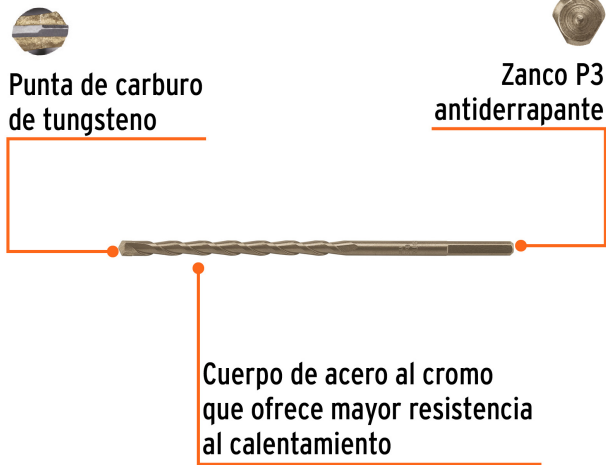 Punta de carburo
de tungsteno
Zanco P3
antiderrapante
Cuerpo de acero al cromo
que ofrece mayor resistencia
al calentamiento